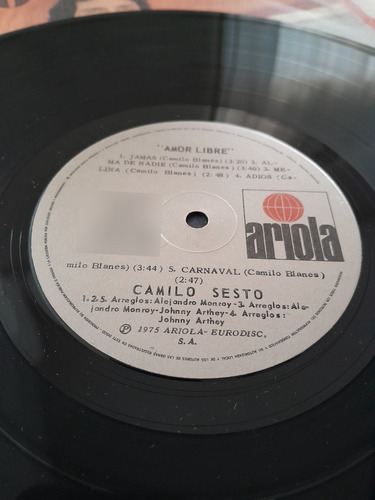 "AMOR LIBRE"
1. JAMAS (Camilo Blanes) (3:20) 2. AL-
MA DE NADIE (Camilo Blanes) (3:40) 3. ME-
LINA (Camilo Blanes) (2:48) 4. ADIOS (Ca-
ariola
milo Blanes) (3:44) 5. CARNAVAL (Camilo Blanes)
(2:47)
CAMILO SESTO
1.-2.5. Arreglos: Alejandro Monroy-3. Arreglos: Ale-
jandro Monroy-Johnny Arthey-4. Arreglos:
Johnny Arthey
Ⓟ 1975 ARIOLA-EURODISC,
S.A.